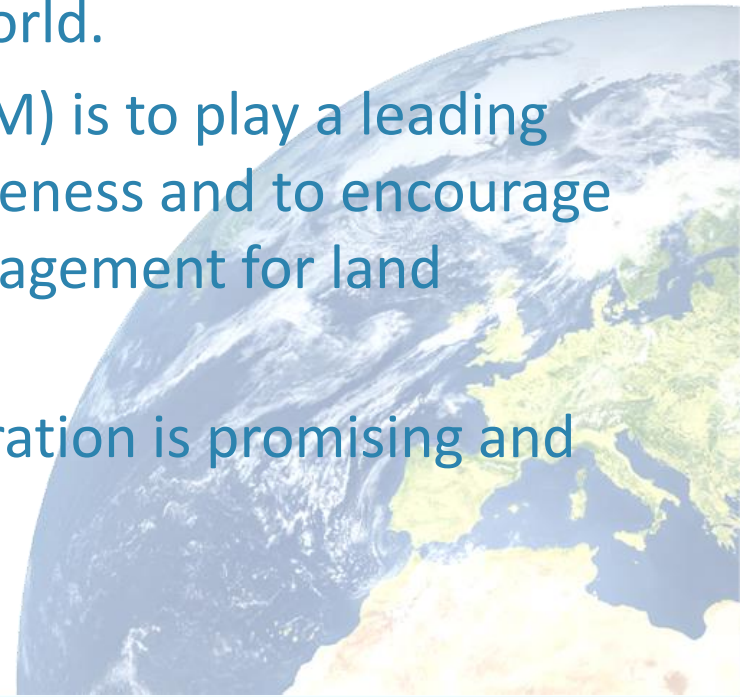 orld.
M) is to play a leading
eness and to encourage
agement for land
ration is promising and